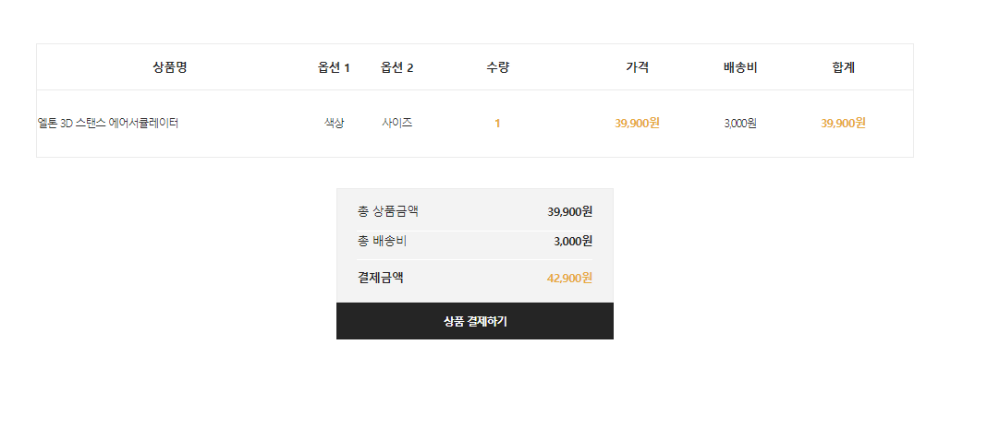 상품명 옵션 1 옵션 2 수량 가격 배송비 합계
엘톤 3D 스탠스 에어서큘레이터 색상 사이즈 1 39,900원 3,000원 39,900원
총 상품금액 39,900원
총 배송비 3,000원
결제금액 42,900원
상품 결제하기